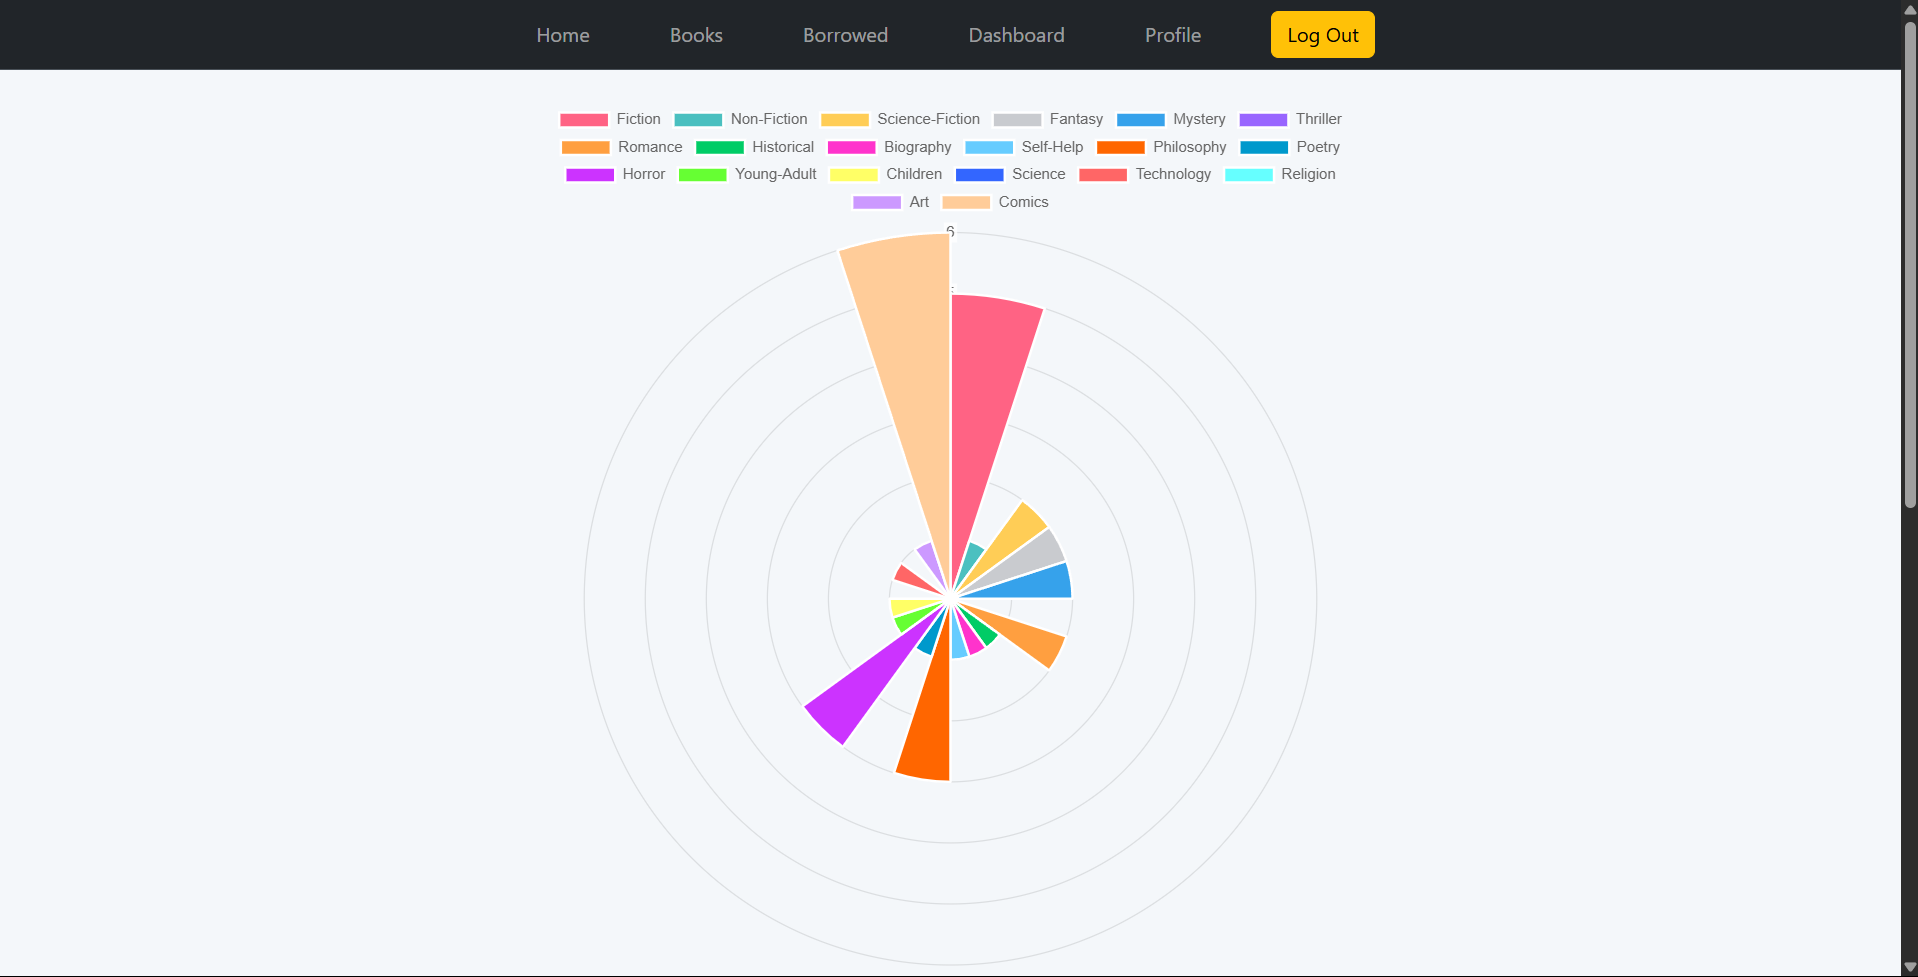 Home Books Borrowed Dashboard Profile Log Out
Fiction Non-Fiction Science-Fiction Fantasy Mystery Thriller
Romance Historical Biography Self-Help Philosophy Poetry
Horror Young-Adult Children Science Technology Religion
Art Comics
6